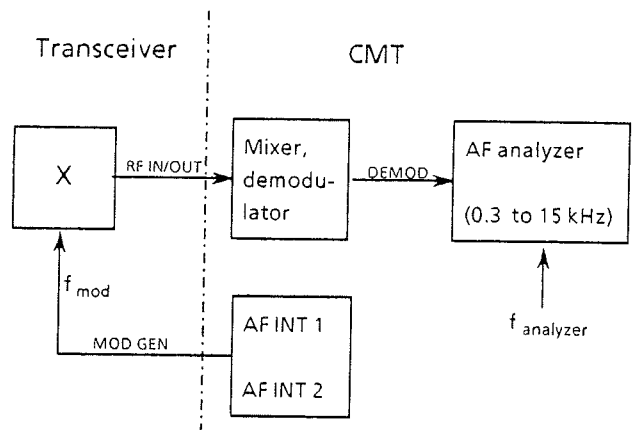 Transceiver
CMT
X
RF IN/OUT
Mixer,
demodu-
lator
DEMOD
AF analyzer
(0.3 to 15 kHz)
f mod
MOD GEN
AF INT 1
AF INT 2
f analyzer